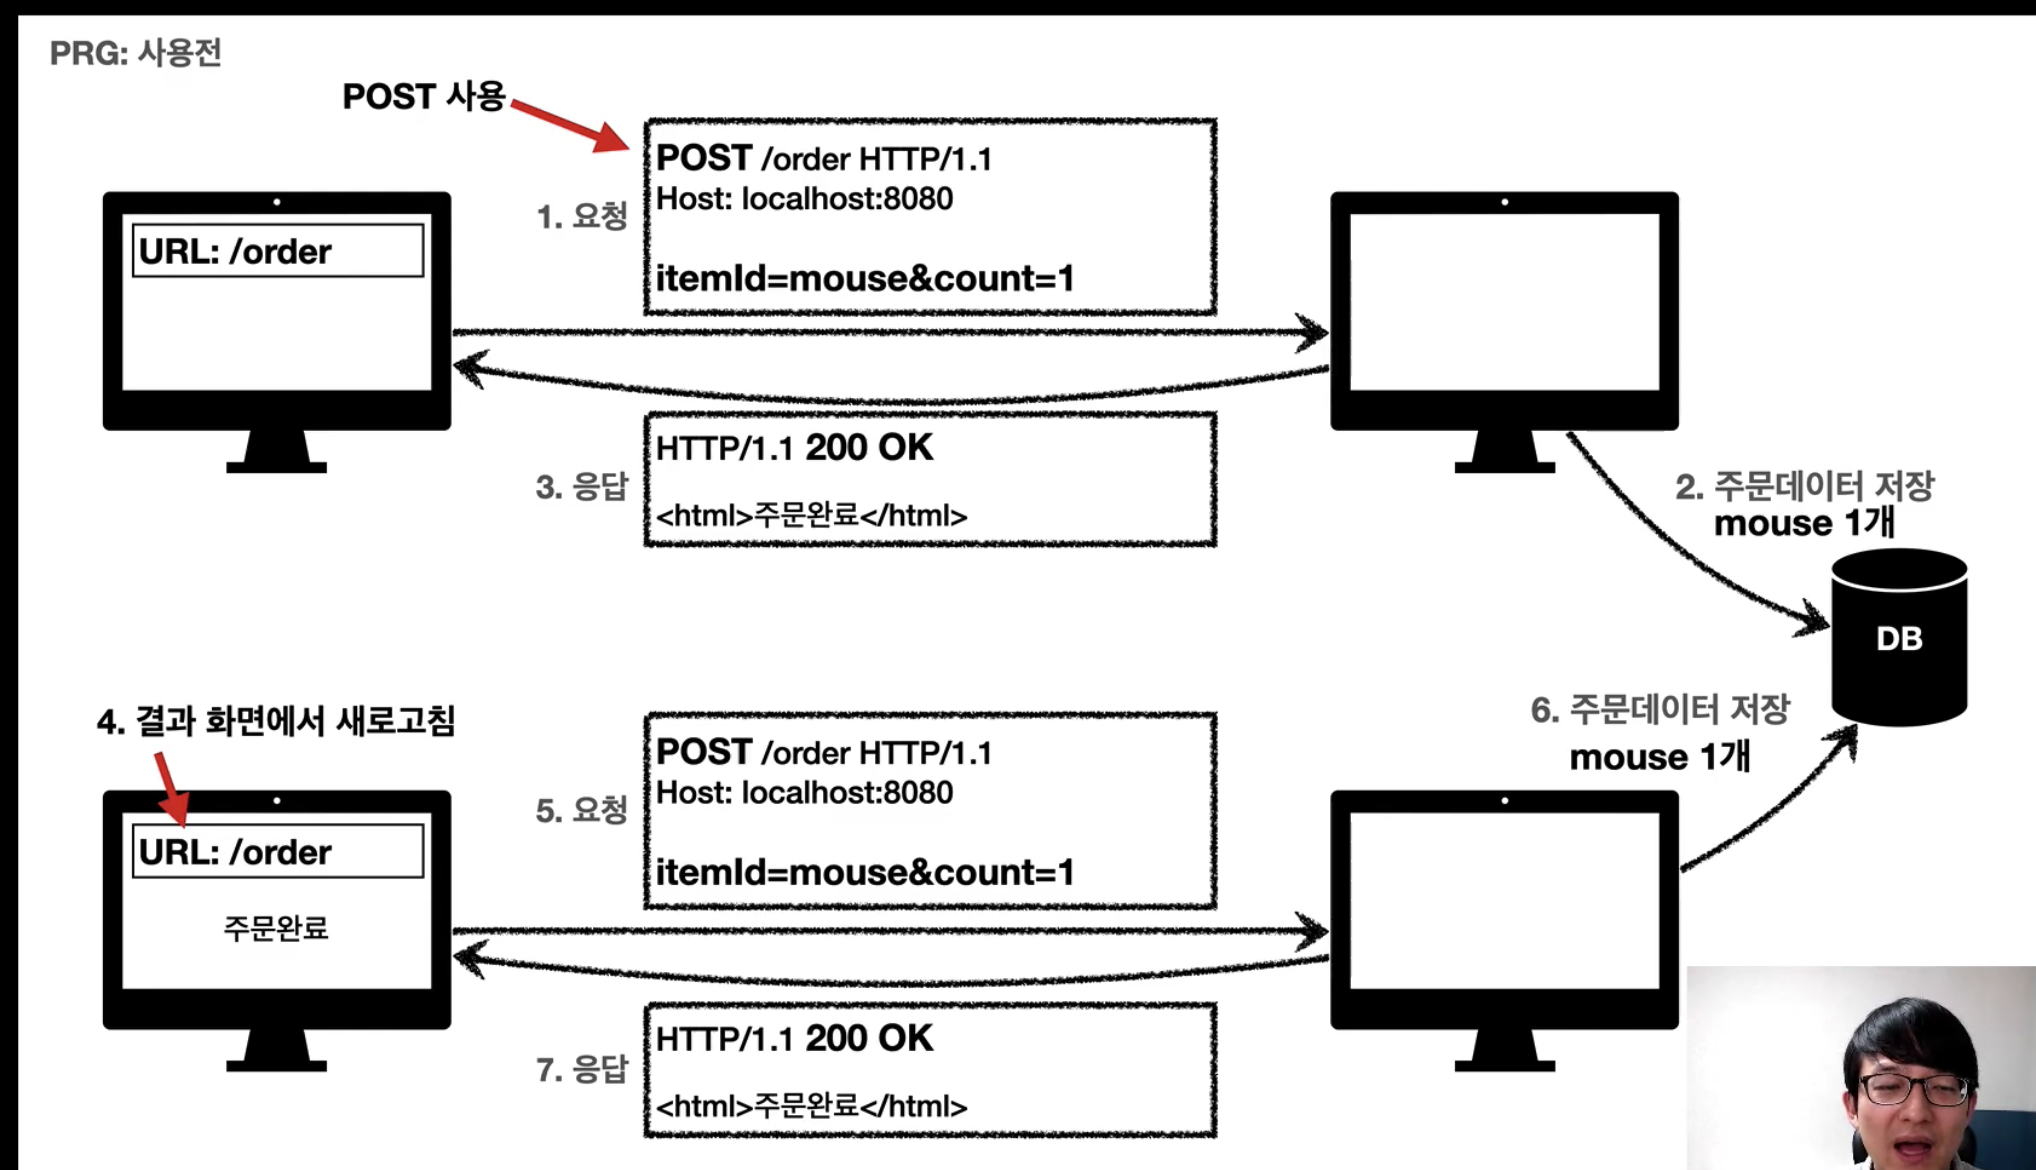 PRG: 사용전
POST 사용
1. 요청
POST /order HTTP/1.1
Host: localhost:8080
itemId=mouse&count=1
URL: /order
3. 응답
HTTP/1.1 200 OK
<html>주문완료</html>
2. 주문데이터 저장
mouse 1개
DB
4. 결과 화면에서 새로고침
URL: /order
주문완료
5. 요청
POST /order HTTP/1.1
Host: localhost:8080
itemId=mouse&count=1
6. 주문데이터 저장
mouse 1개
7. 응답
HTTP/1.1 200 OK
<html>주문완료</html>